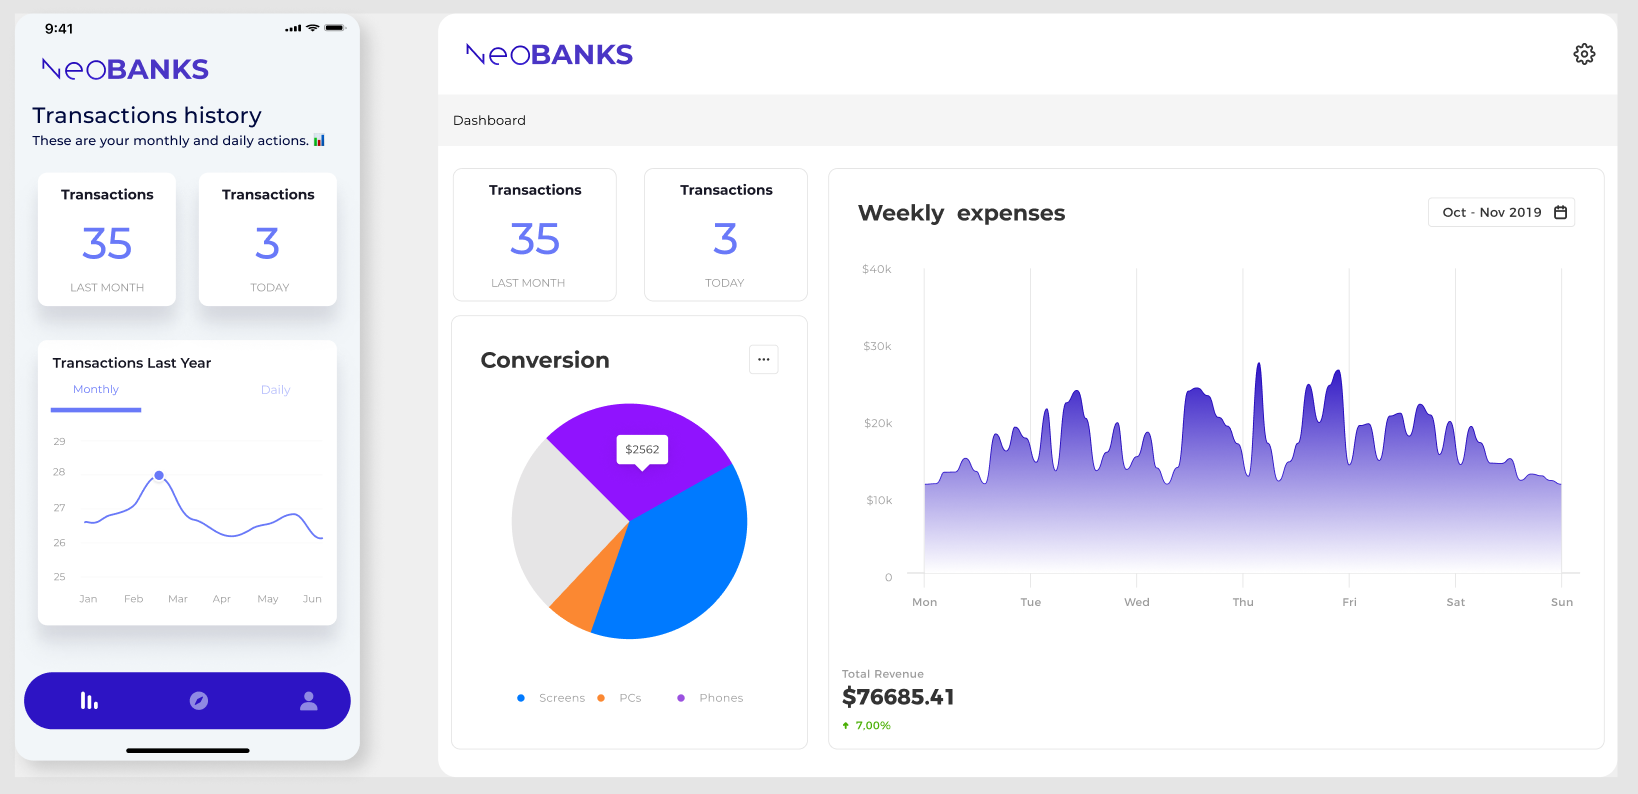 9:41
NeoBANKS
Transactions history
These are your monthly and daily actions.
Transactions
35
LAST MONTH
Transactions
3
TODAY
Transactions Last Year
Monthly
Daily
29
28
27
26
25
Jan Feb Mar Apr May Jun
NeoBANKS
Dashboard
Transactions
35
LAST MONTH
Transactions
3
TODAY
Conversion
$2562
Screens PCs Phones
Weekly expenses
Oct - Nov 2019
$40k
$30k
$20k
$10k
0
Mon Tue Wed Thu Fri Sat Sun
Total Revenue
$76685.41
7.00%